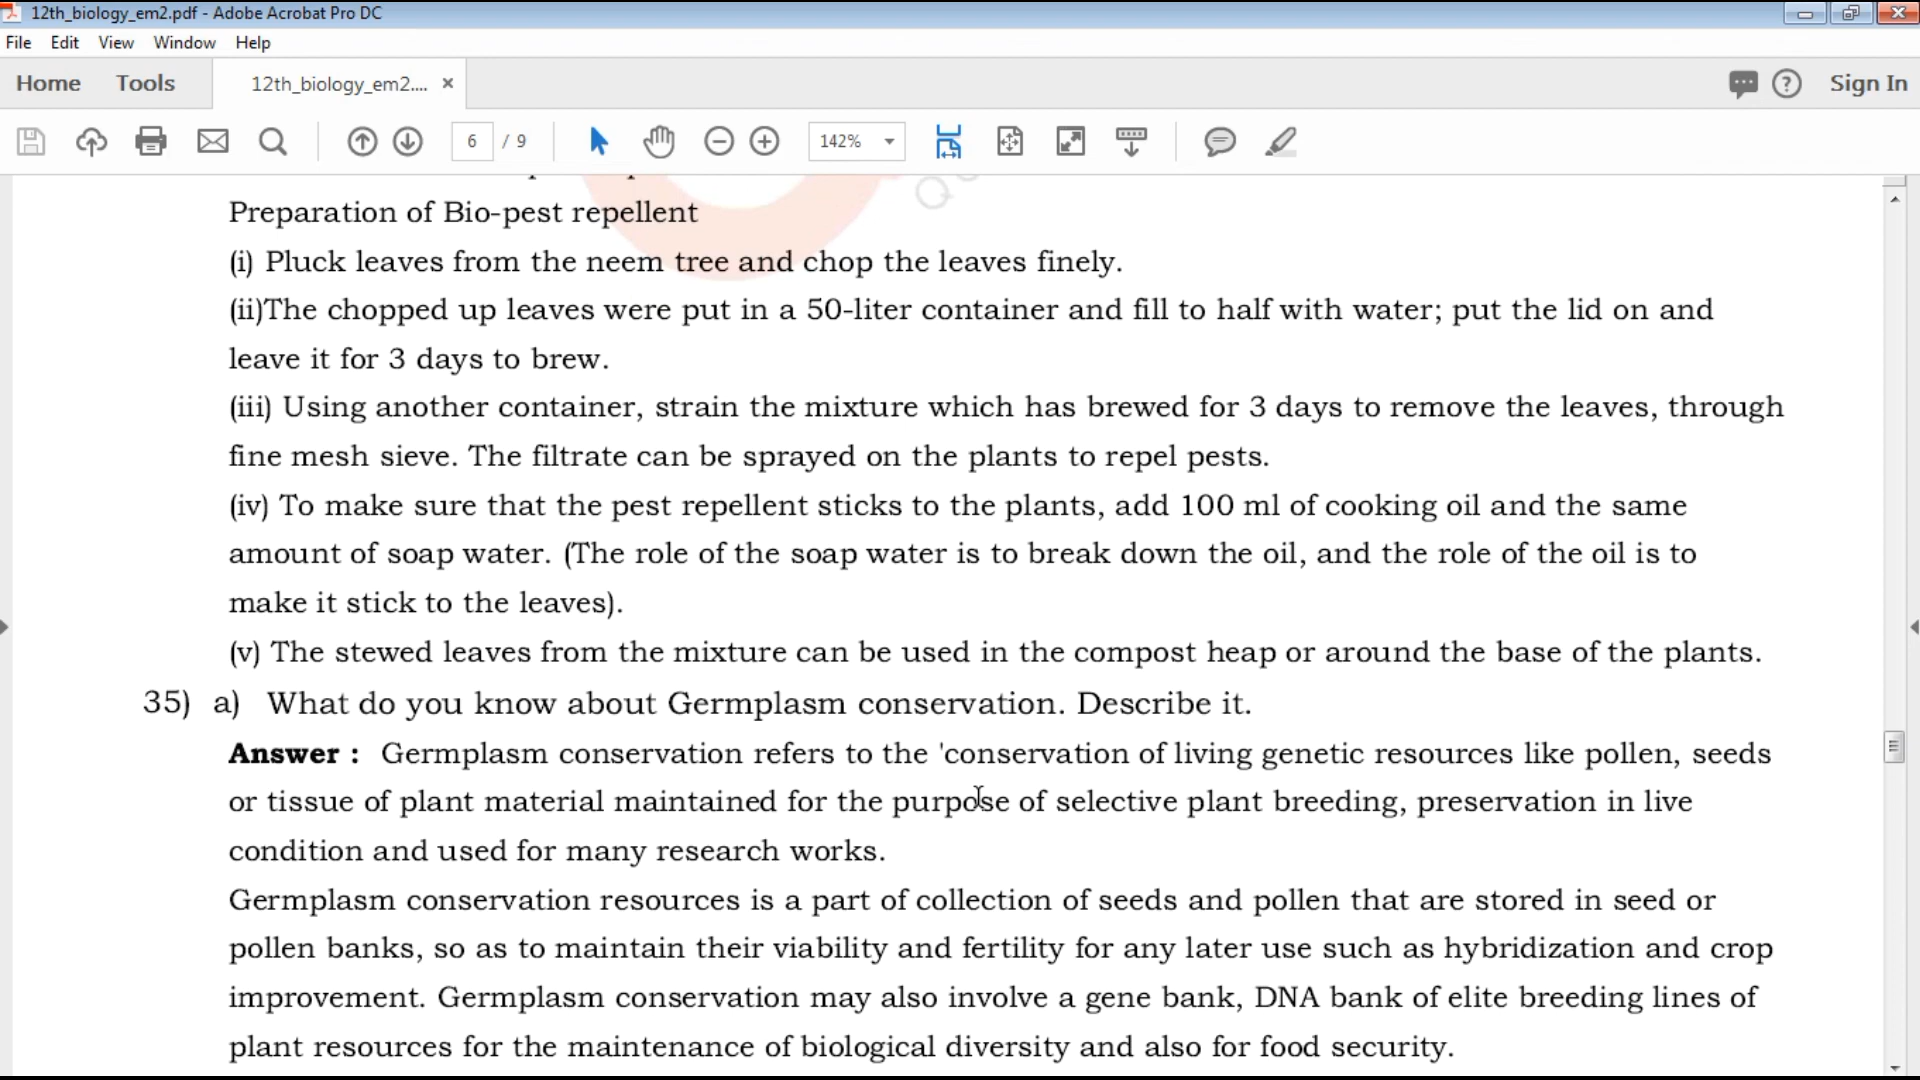 12th_biology_em2.pdf - Adobe Acrobat Pro DC
File Edit View Window Help
Home Tools 12th_biology_em2.... × Sign In
6 / 9 142%
Preparation of Bio-pest repellent
(i) Pluck leaves from the neem tree and chop the leaves finely.
(ii)The chopped up leaves were put in a 50-liter container and fill to half with water; put the lid on and
leave it for 3 days to brew.
(iii) Using another container, strain the mixture which has brewed for 3 days to remove the leaves, through
fine mesh sieve. The filtrate can be sprayed on the plants to repel pests.
(iv) To make sure that the pest repellent sticks to the plants, add 100 ml of cooking oil and the same
amount of soap water. (The role of the soap water is to break down the oil, and the role of the oil is to
make it stick to the leaves).
(v) The stewed leaves from the mixture can be used in the compost heap or around the base of the plants.
35) a) What do you know about Germplasm conservation. Describe it.
Answer : Germplasm conservation refers to the 'conservation of living genetic resources like pollen, seeds
or tissue of plant material maintained for the purpose of selective plant breeding, preservation in live
condition and used for many research works.
Germplasm conservation resources is a part of collection of seeds and pollen that are stored in seed or
pollen banks, so as to maintain their viability and fertility for any later use such as hybridization and crop
improvement. Germplasm conservation may also involve a gene bank, DNA bank of elite breeding lines of
plant resources for the maintenance of biological diversity and also for food security.